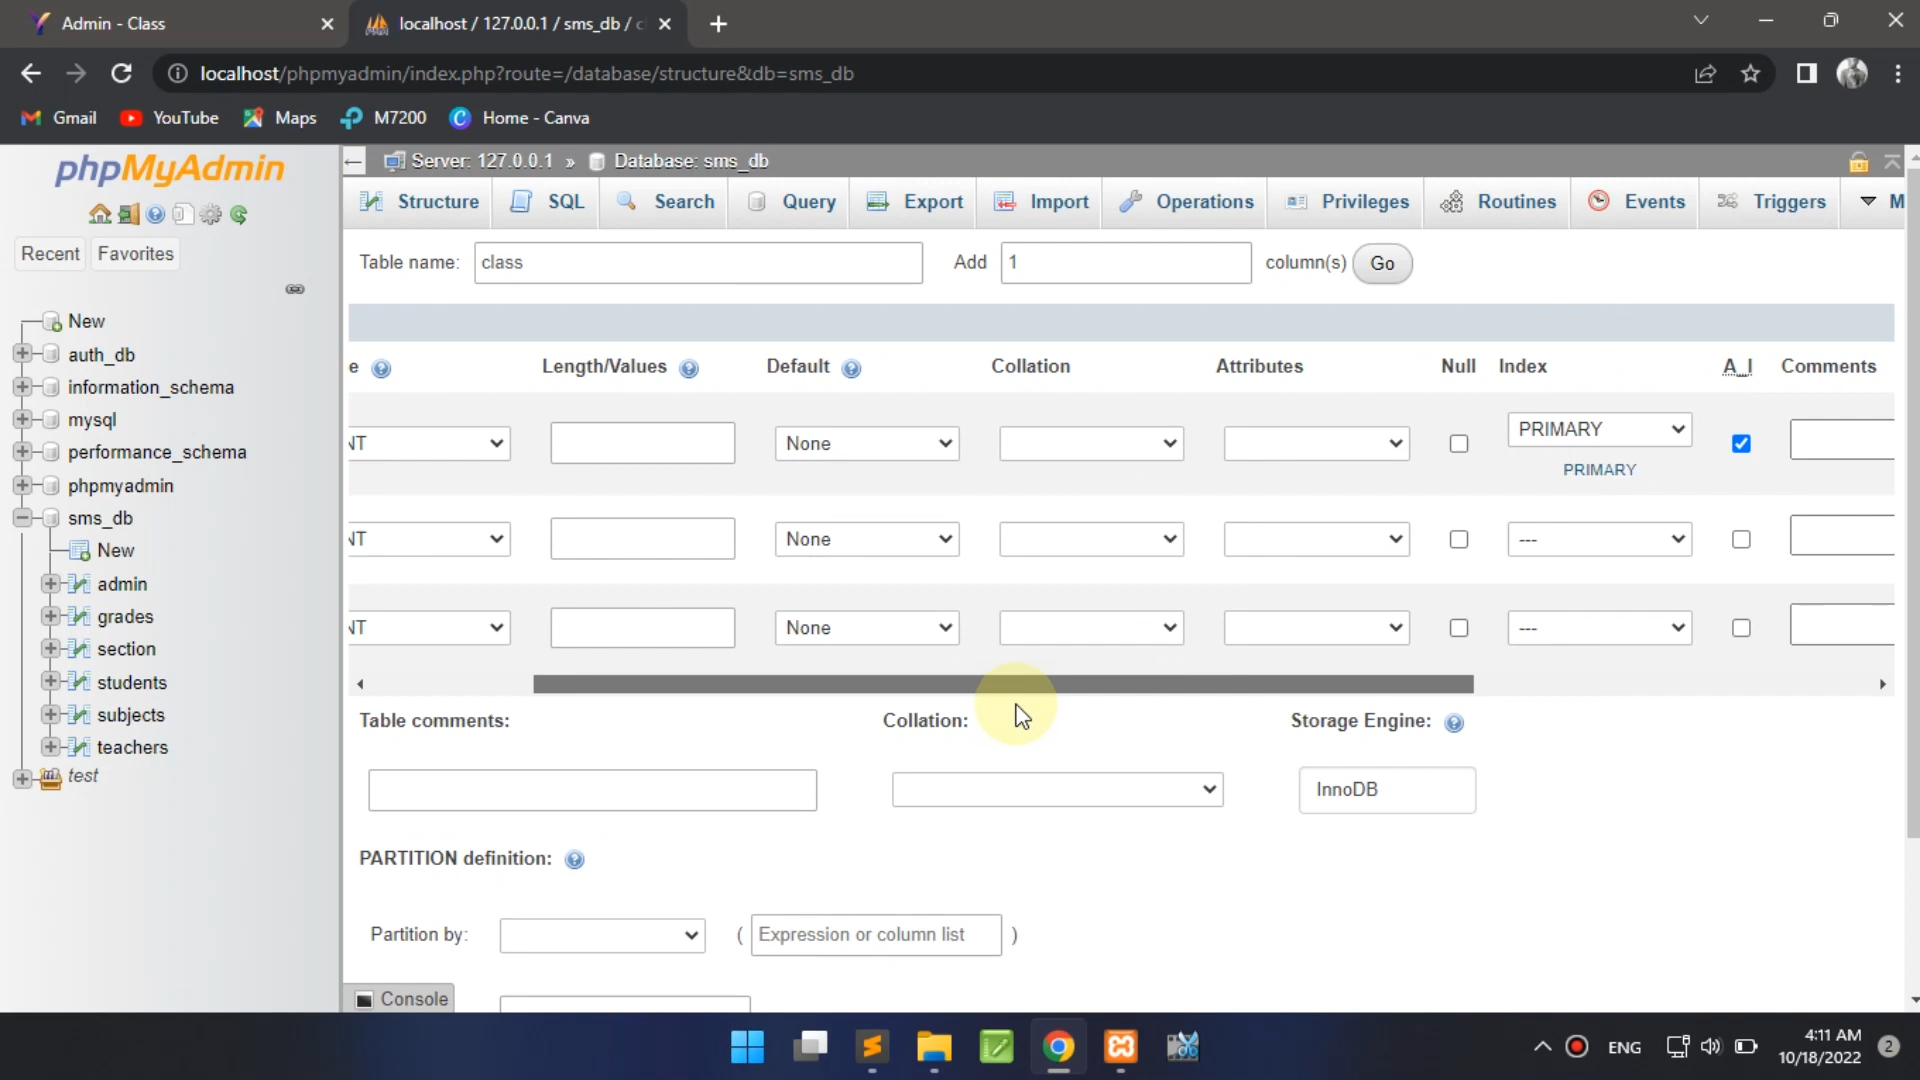 Admin - Class
localhost / 127.0.0.1 / sms_db / c
localhost/phpmyadmin/index.php?route=/database/structure&db=sms_db
Gmail YouTube Maps M7200 Home - Canva
phpMyAdmin
Server: 127.0.0.1 » Database: sms_db
Structure SQL Search Query Export Import Operations Privileges Routines Events Triggers M
Recent Favorites
Table name: class Add 1 column(s) Go
New
auth_db
information_schema
mysql
performance_schema
phpmyadmin
sms_db
New
admin
grades
section
students
subjects
teachers
test
e Length/Values Default Collation Attributes Null Index A_I Comments
NT None PRIMARY
PRIMARY
NT None ---
NT None ---
Table comments: Collation: Storage Engine:
InnoDB
PARTITION definition:
Partition by: ( Expression or column list )
Console
ENG
4:11 AM
10/18/2022
2